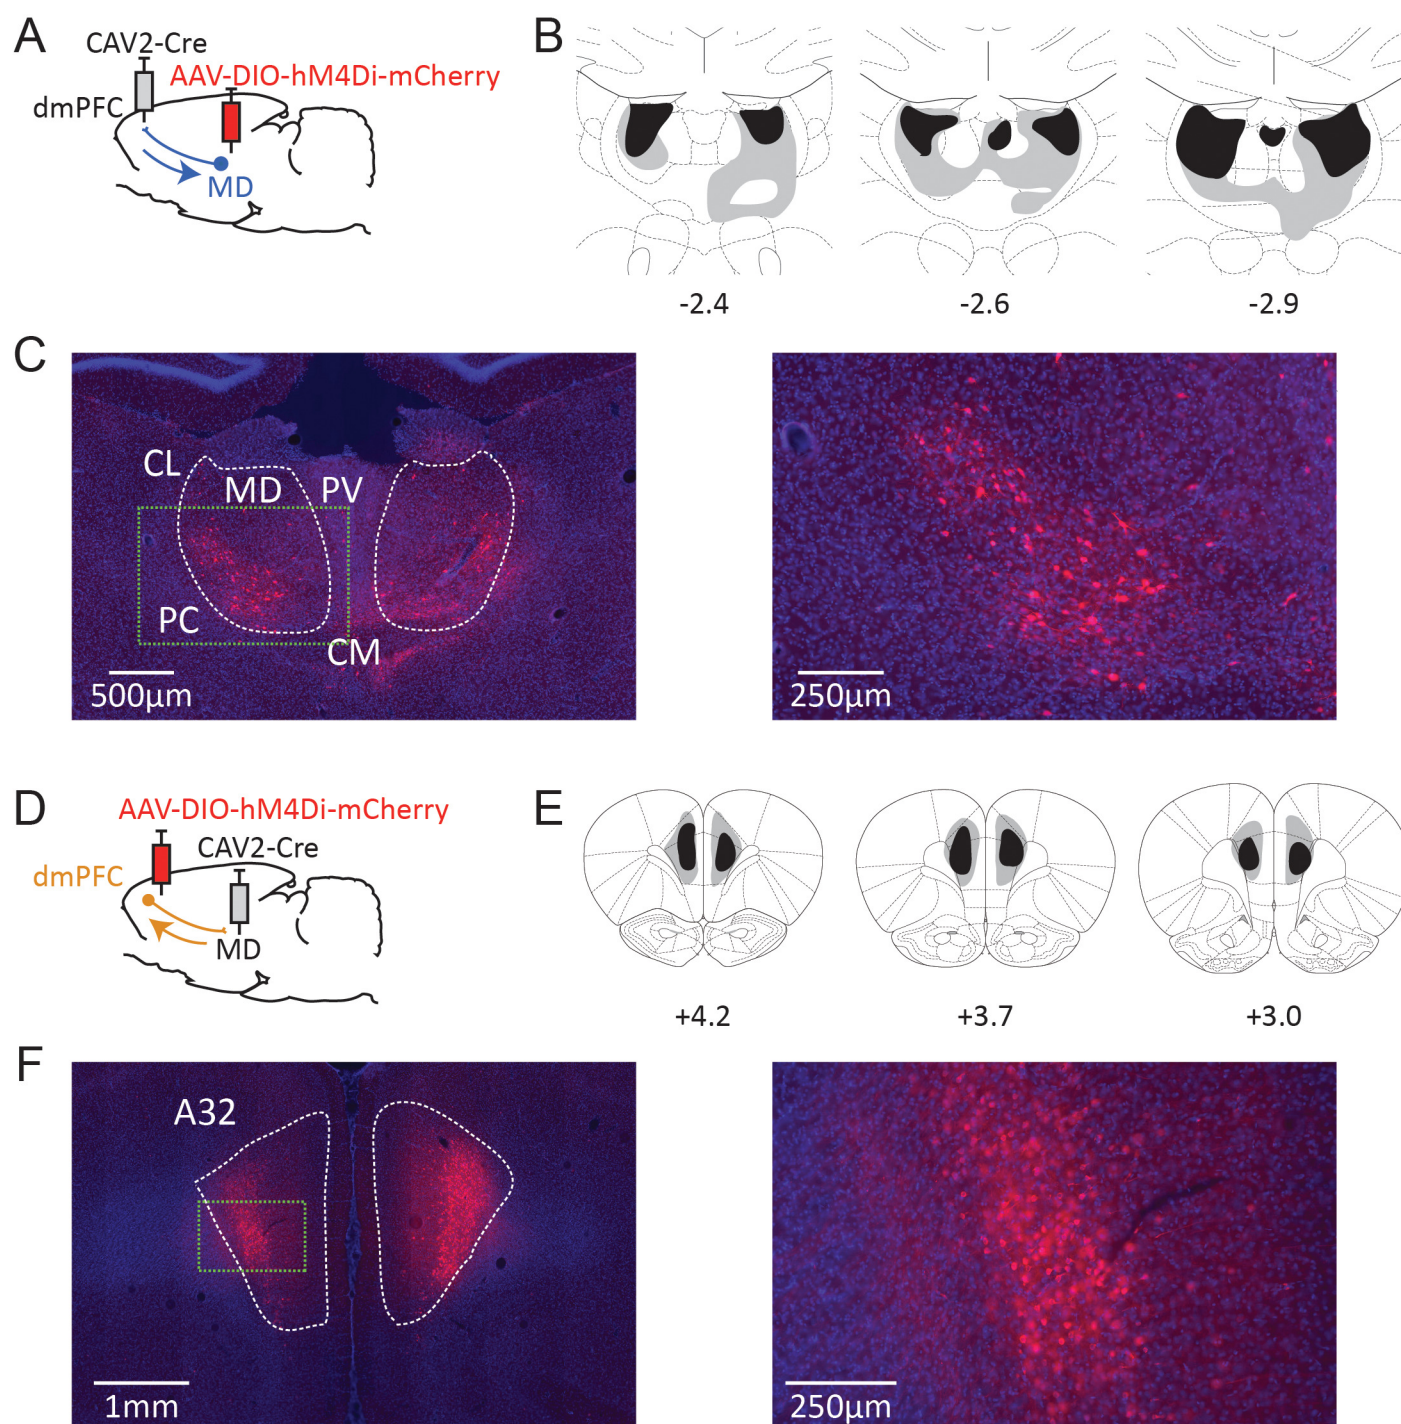 A
CAV2-Cre
AAV-DIO-hM4Di-mCherry
dmPFC
MD
B
-2.4
-2.6
-2.9
C
CL
MD
PV
PC
CM
500µm
250µm
D
AAV-DIO-hM4Di-mCherry
CAV2-Cre
dmPFC
MD
E
+4.2
+3.7
+3.0
F
A32
1mm
250µm